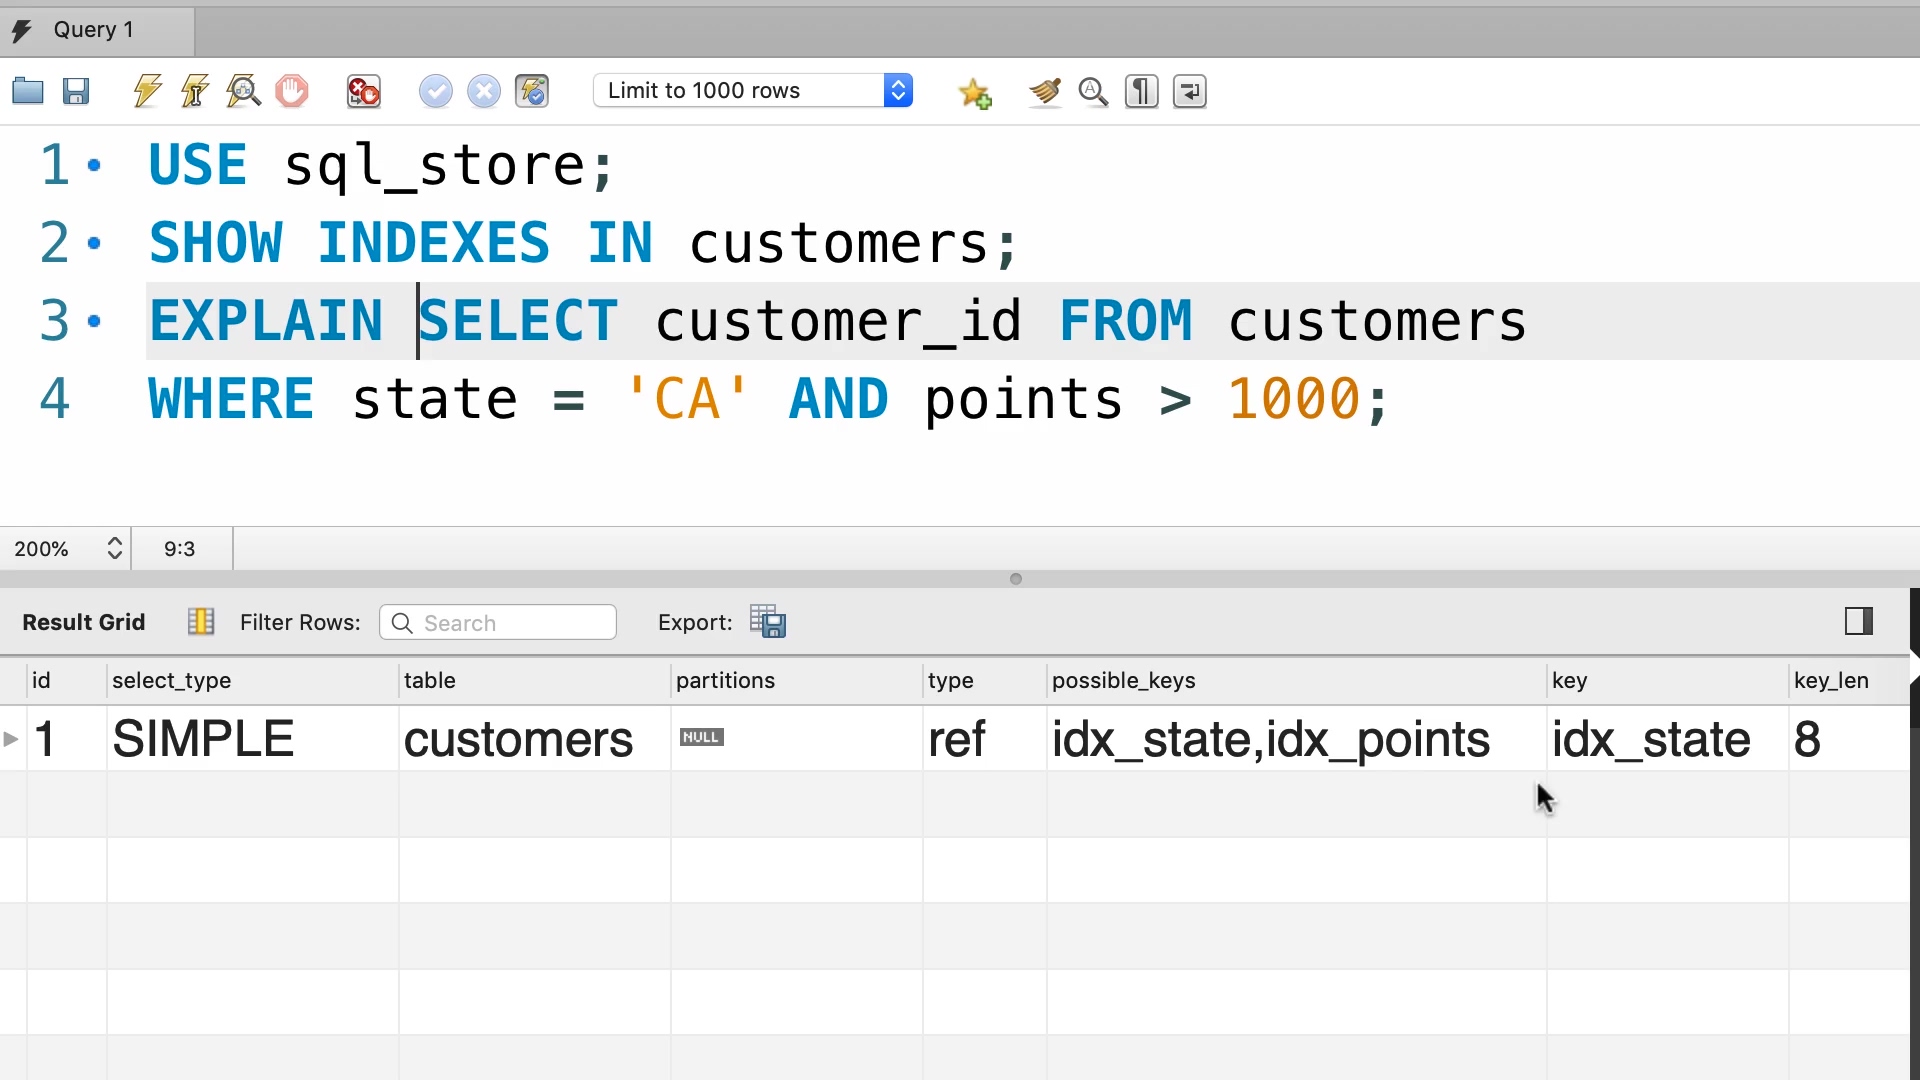 Query 1
Limit to 1000 rows
1 USE sql_store;
2 SHOW INDEXES IN customers;
3 EXPLAIN SELECT customer_id FROM customers
4 WHERE state = 'CA' AND points > 1000;
200% 9:3
Result Grid Filter Rows: Search Export:
id select_type table partitions type possible_keys key key_len
1 SIMPLE customers NULL ref idx_state,idx_points idx_state 8